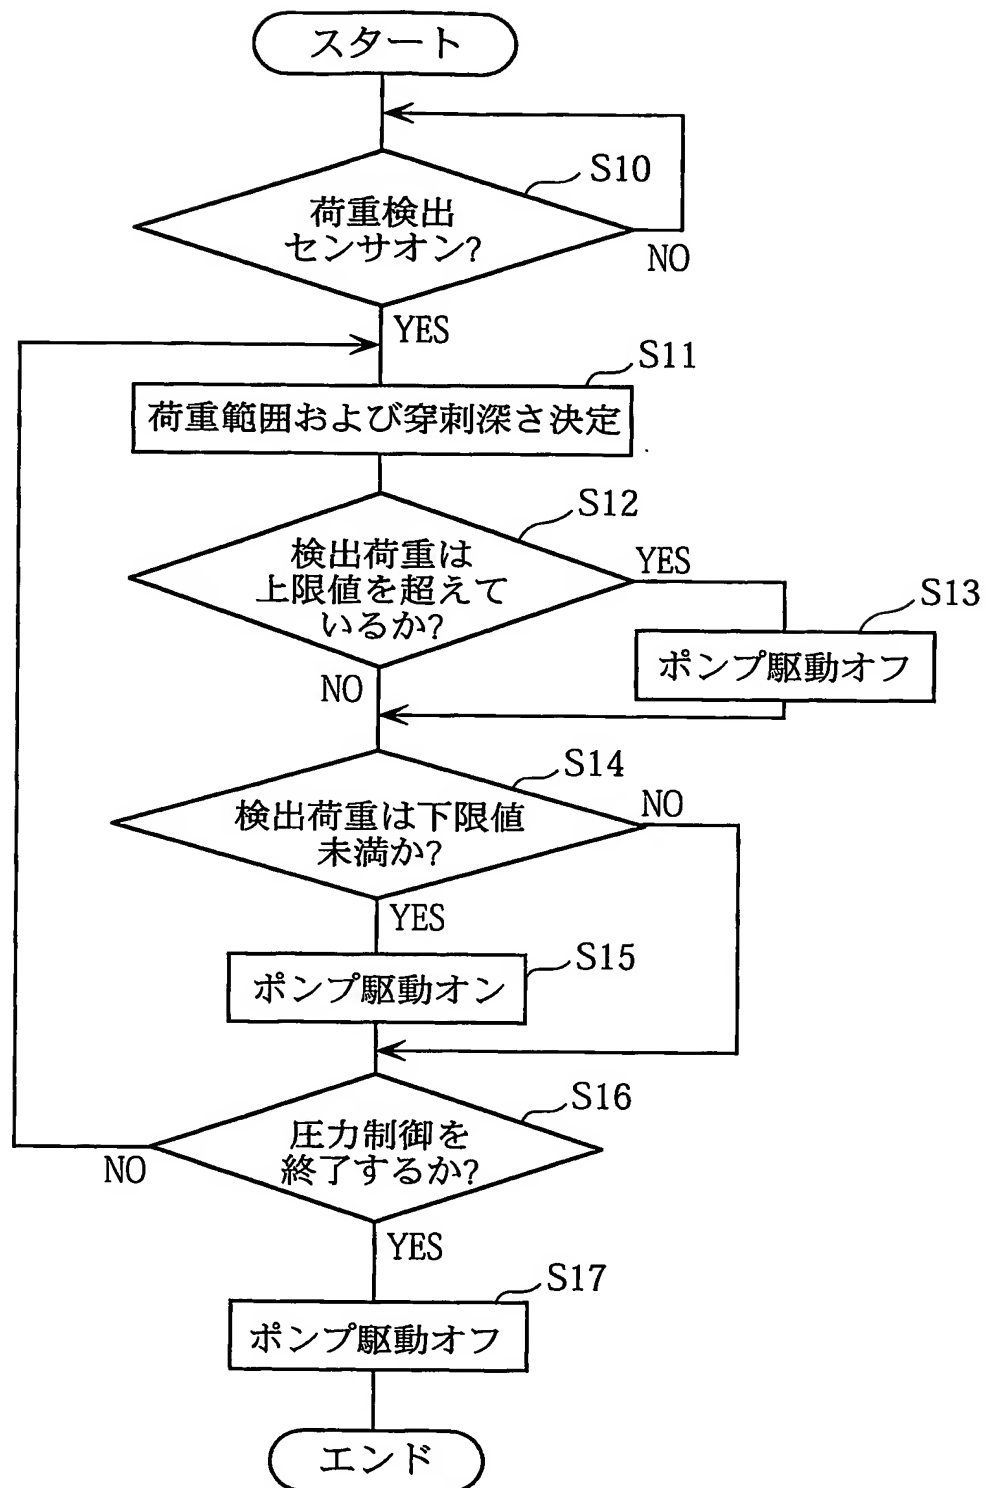 スタート
S10
荷重検出
センサオン?
NO
YES
S11
荷重範囲および穿刺深さ決定
S12
検出荷重は
上限値を超えて
いるか?
YES
S13
ポンプ駆動オフ
NO
S14
検出荷重は下限値
未満か?
NO
YES
S15
ポンプ駆動オン
S16
圧力制御を
終了するか?
NO
YES
S17
ポンプ駆動オフ
エンド